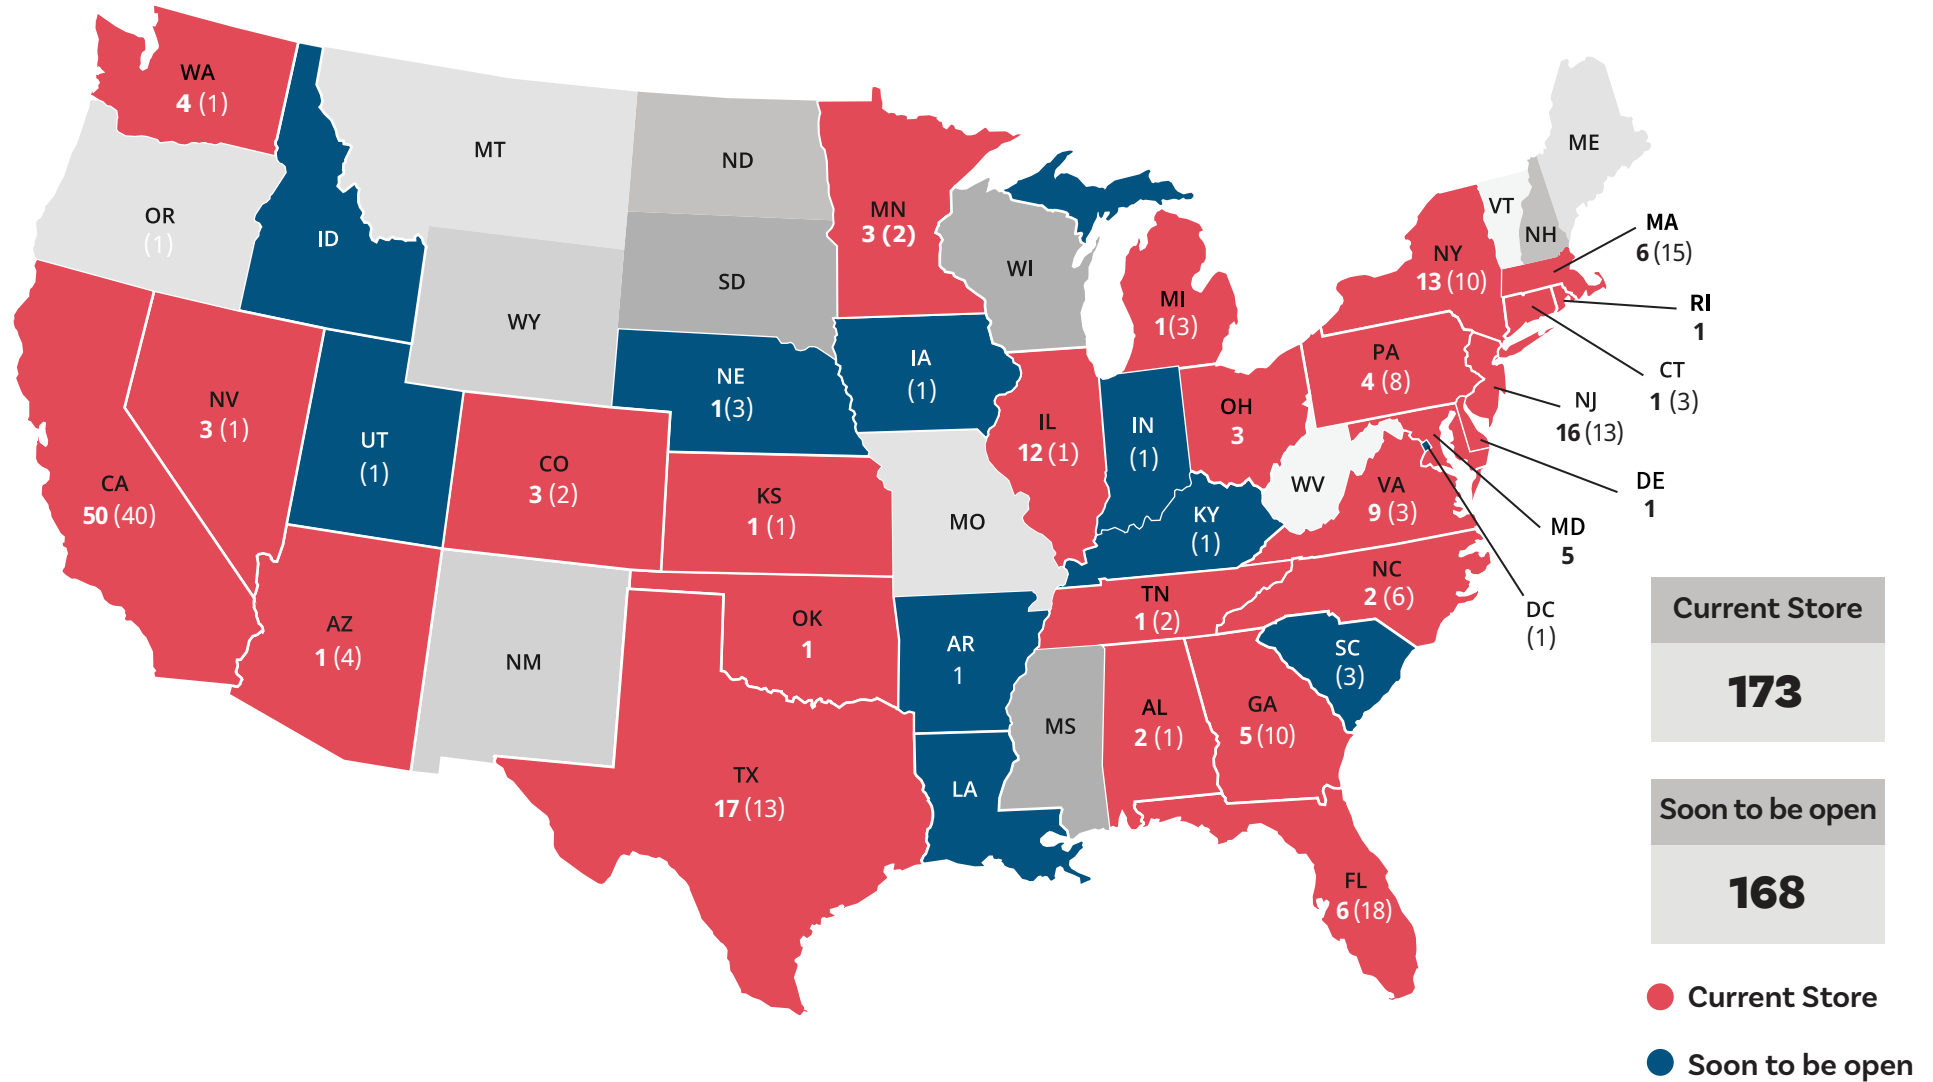 WA
4 (1)
OR
(1)
ID
MT
WY
ND
SD
NE
1(3)
MN
3 (2)
IA
(1)
WI
MI
1(3)
IL
12 (1)
IN
(1)
OH
3
KY
(1)
WV
PA
4 (8)
NY
13 (10)
VT
NH
ME
MA
6 (15)
RI
1
CT
1 (3)
NJ
16 (13)
DE
1
MD
5
DC
(1)
VA
9 (3)
NC
2 (6)
SC
(3)
TN
1 (2)
GA
5 (10)
AL
2 (1)
MS
FL
6 (18)
LA
AR
1
MO
KS
1 (1)
OK
1
TX
17 (13)
CO
3 (2)
NM
UT
(1)
AZ
1 (4)
NV
3 (1)
CA
50 (40)
Current Store
173
Soon to be open
168
Current Store
Soon to be open